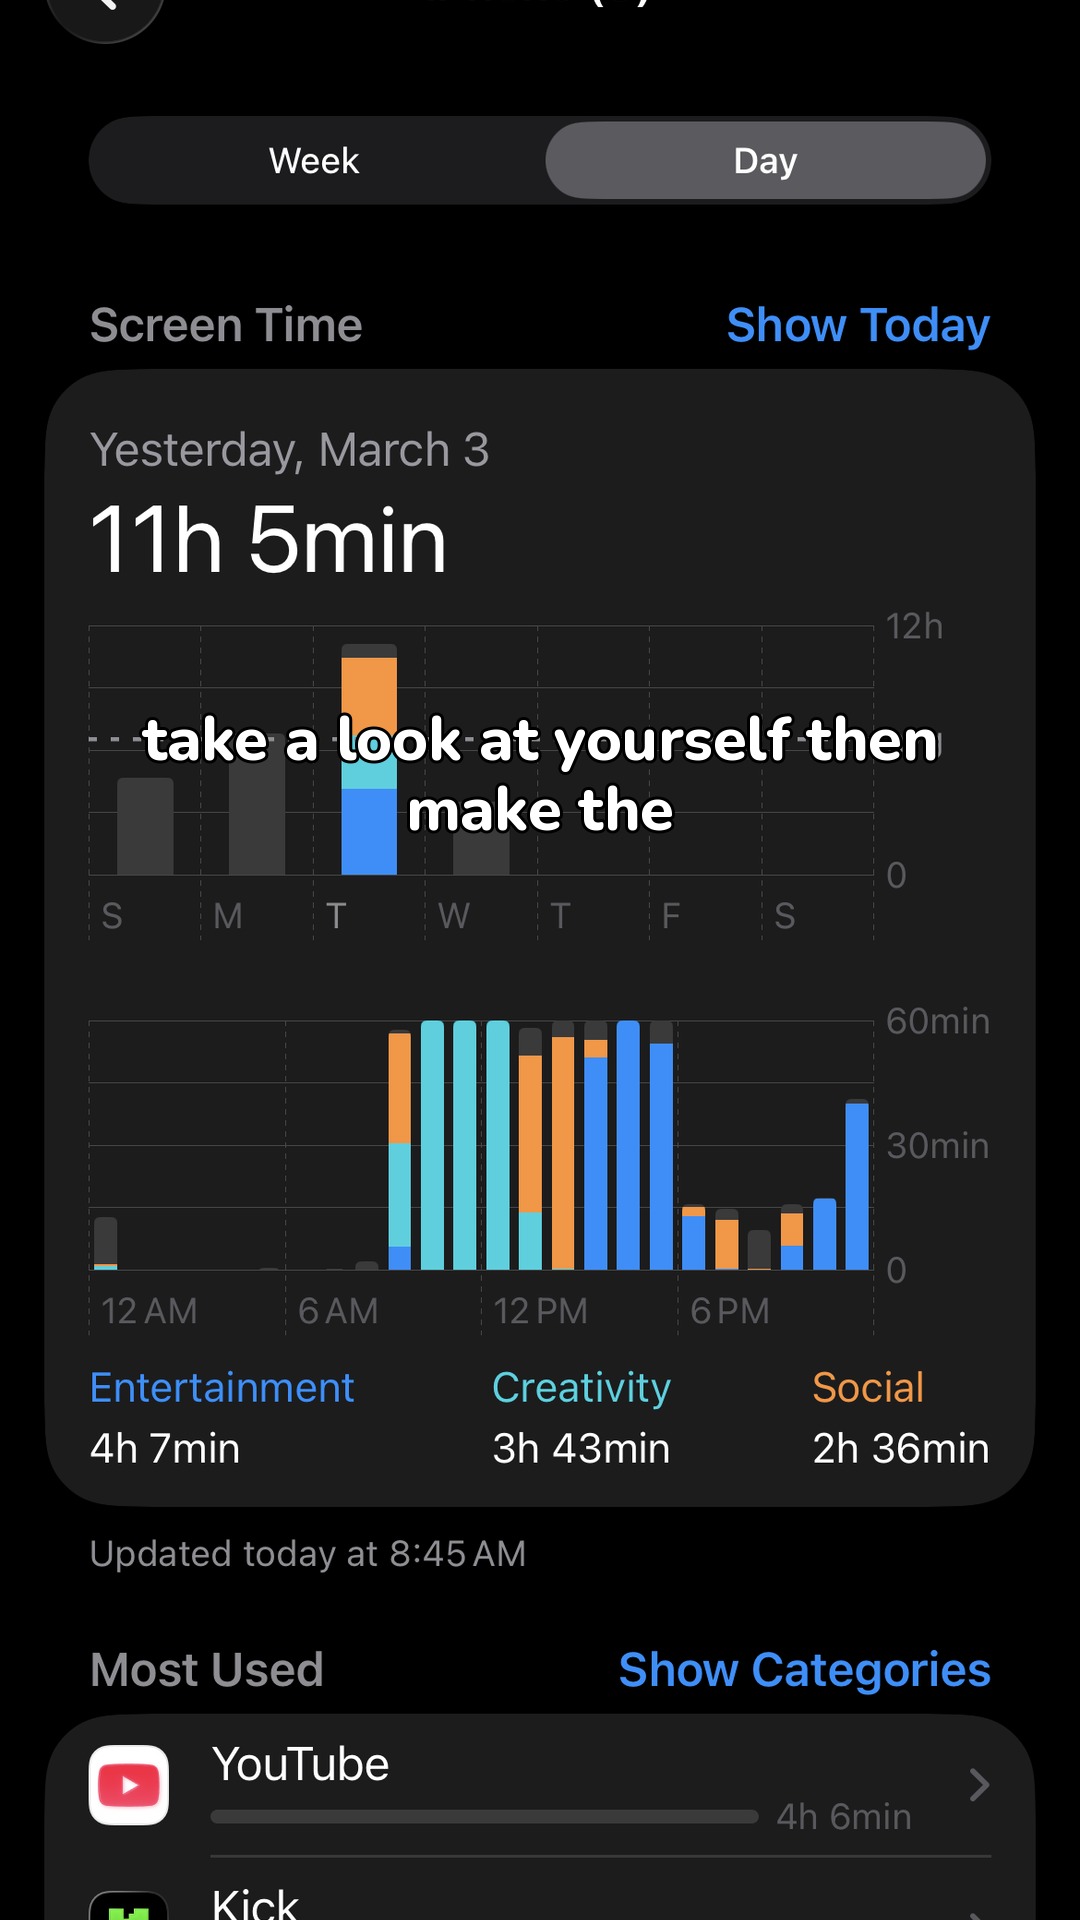 Week Day
Screen Time Show Today
Yesterday, March 3
11h 5min
12h
take a look at yourself then
make the
0
S M T W T F S
60min
30min
0
12 AM 6 AM 12 PM 6 PM
Entertainment Creativity Social
4h 7min 3h 43min 2h 36min
Updated today at 8:45 AM
Most Used Show Categories
YouTube
4h 6min
Kick